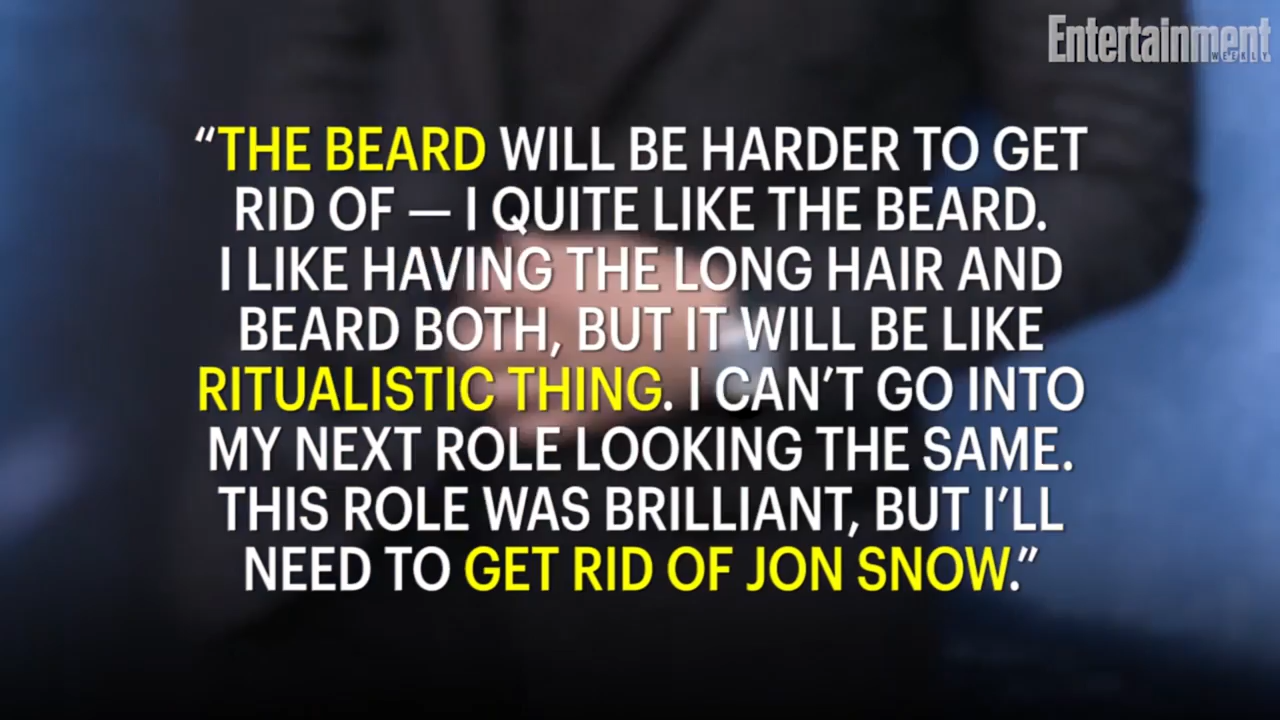 Entertainment
WEEKLY
“THE BEARD WILL BE HARDER TO GET
RID OF — I QUITE LIKE THE BEARD.
I LIKE HAVING THE LONG HAIR AND
BEARD BOTH, BUT IT WILL BE LIKE
RITUALISTIC THING. I CAN’T GO INTO
MY NEXT ROLE LOOKING THE SAME.
THIS ROLE WAS BRILLIANT, BUT I’LL
NEED TO GET RID OF JON SNOW.”